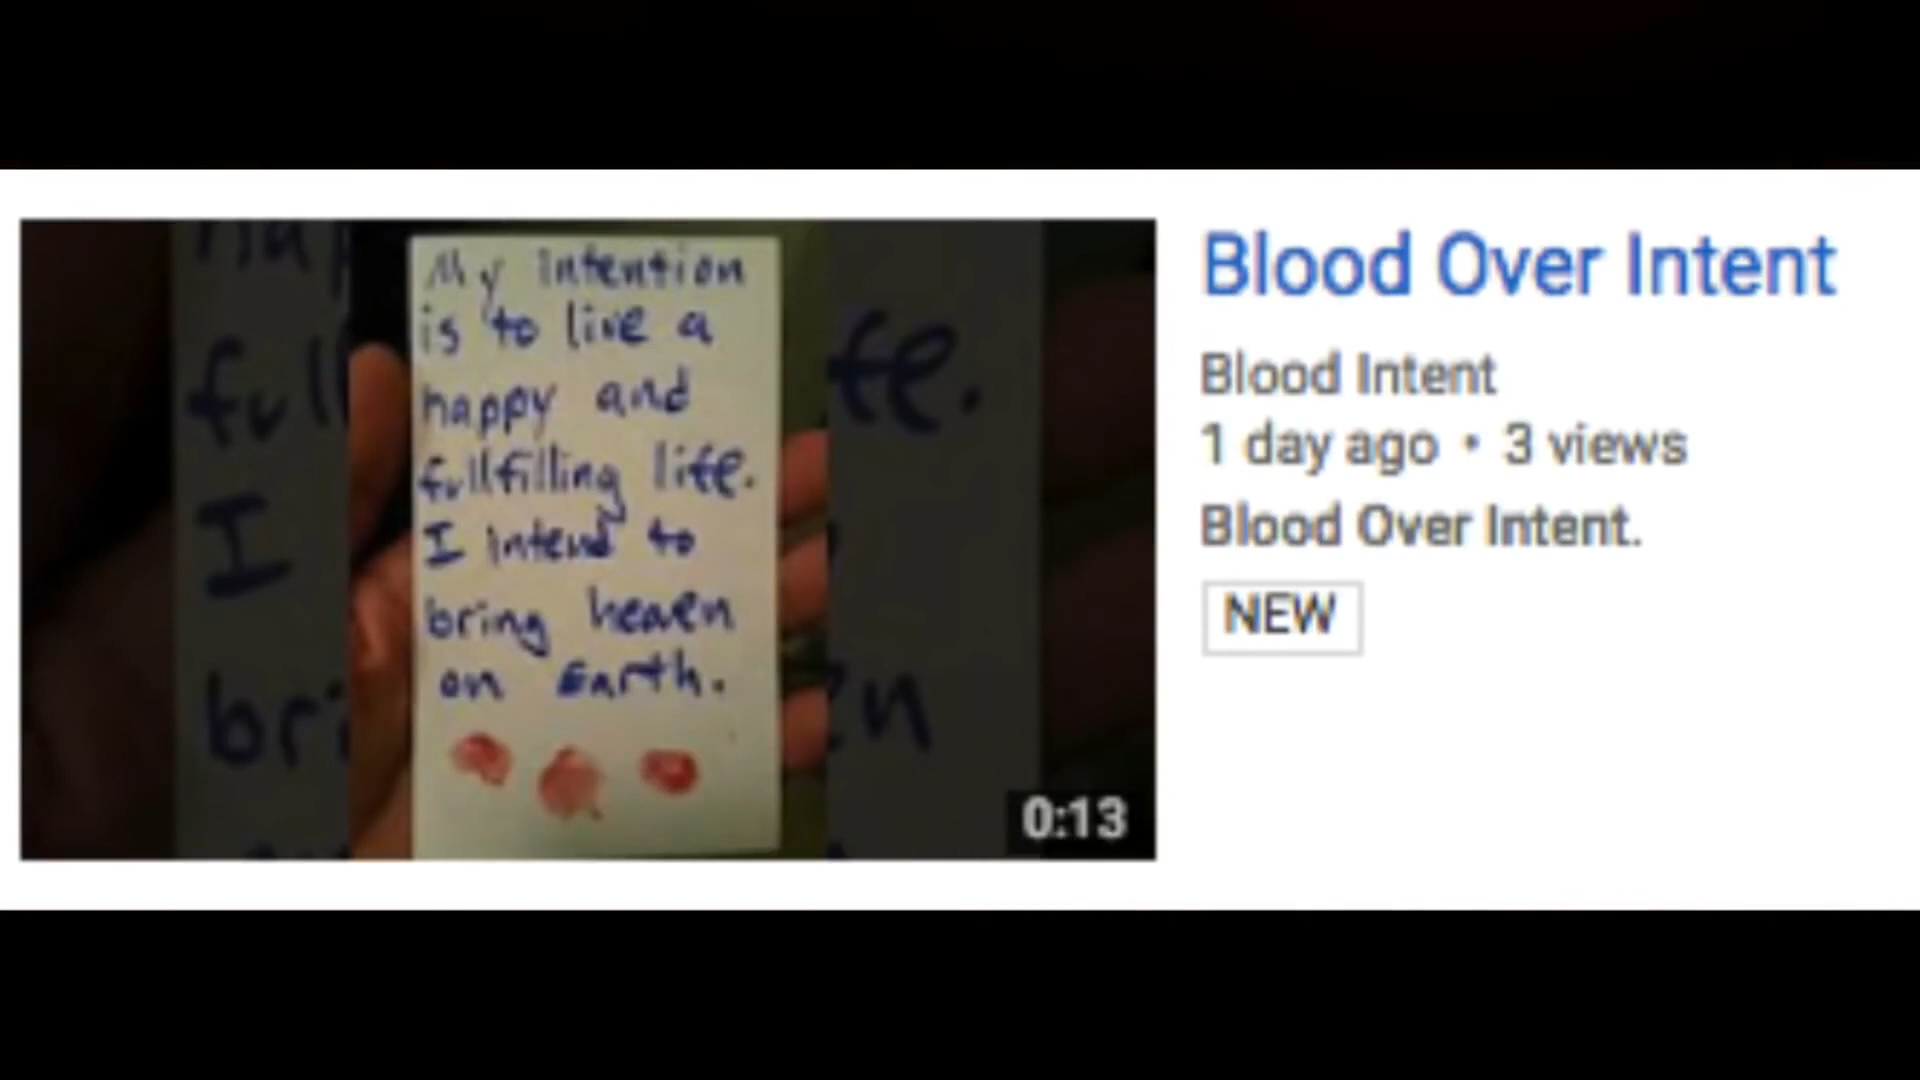 My Intention
is to live a
happy and
fullfilling life.
I intend to
bring heaven
on Earth.
0:13
Blood Over Intent
Blood Intent
1 day ago • 3 views
Blood Over Intent.
NEW